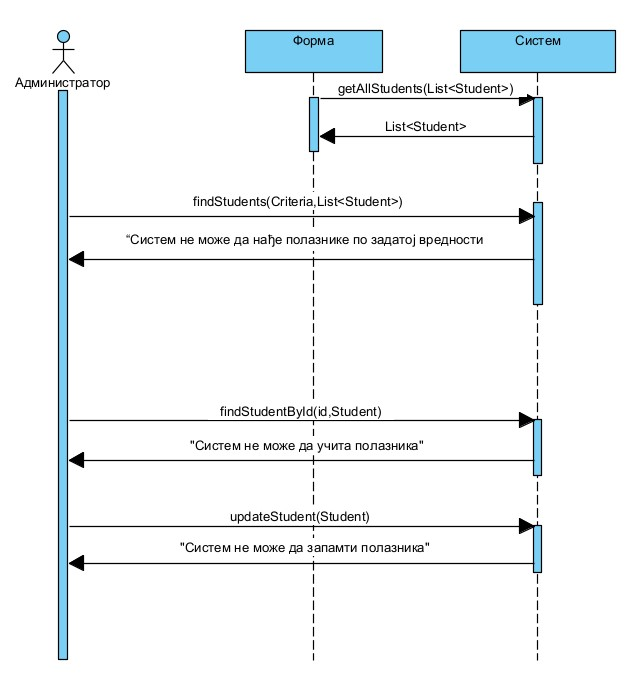 Форма
Систем
Администратор
getAllStudents(List<Student>)
List<Student>
findStudents(Criteria,List<Student>)
“Систем не може да нађе полазнике по задатој вредности
findStudentById(id,Student)
"Систем не може да учита полазника"
updateStudent(Student)
"Систем не може да запамти полазника"